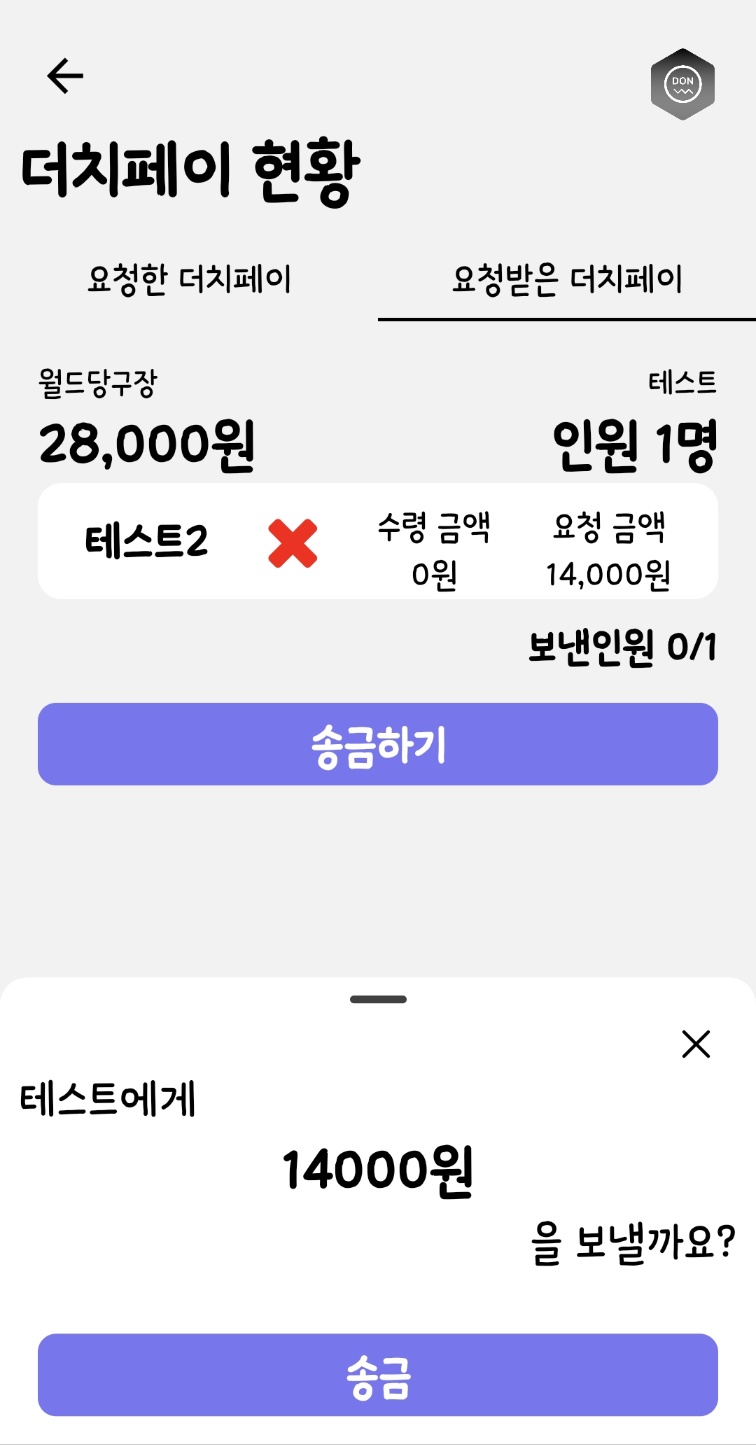 DON
더치페이 현황
요청한 더치페이 요청받은 더치페이
월드당구장 테스트
28,000원 인원 1명
테스트2 수령 금액 요청 금액
0원 14,000원
보낸인원 0/1
송금하기
테스트에게
14000원
을 보낼까요?
송금